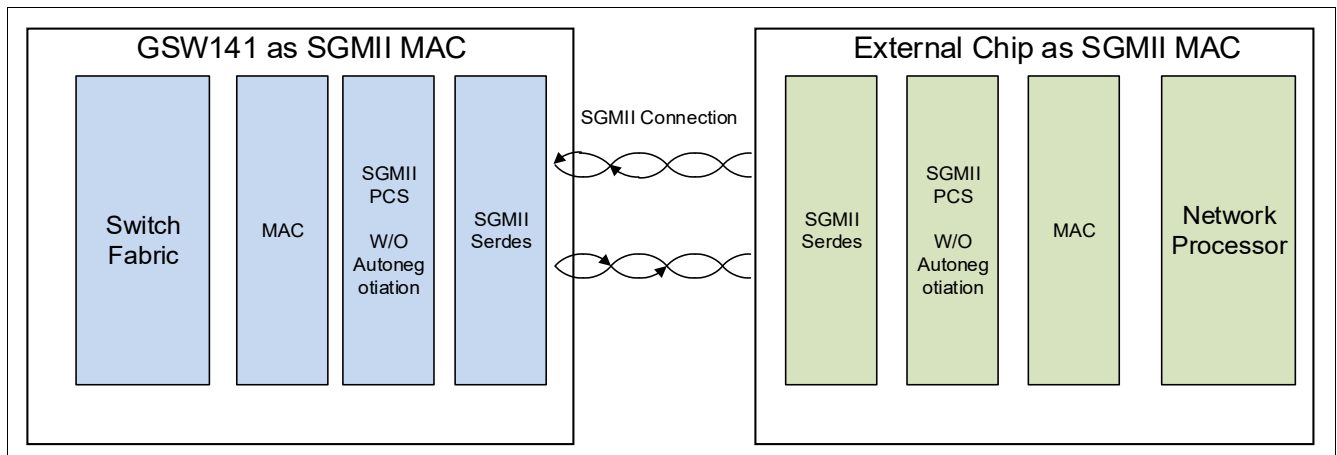 GSW141 as SGMII MAC
External Chip as SGMII MAC
SGMII Connection
Switch
Fabric
MAC
SGMII
PCS
W/O
Autoneg
otiation
SGMII
Serdes
SGMII
Serdes
SGMII
PCS
W/O
Autoneg
otiation
MAC
Network
Processor